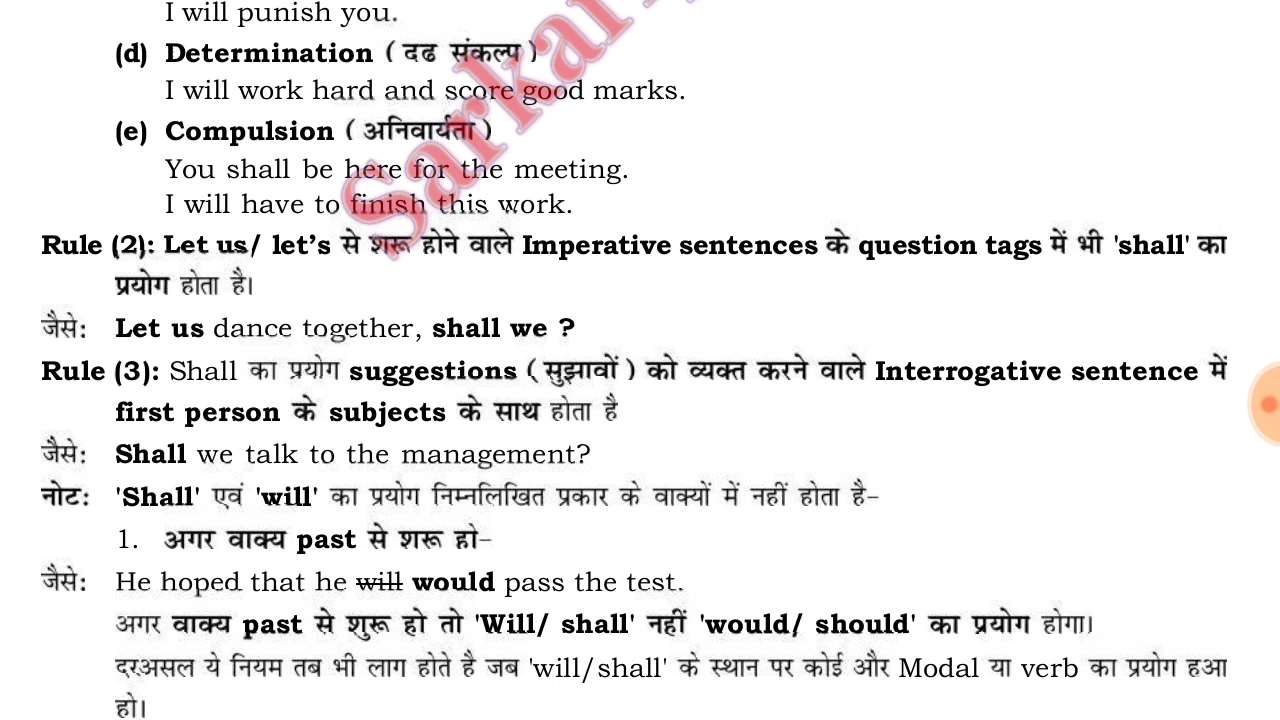 I will punish you.
(d) Determination ( दढ संकल्प )
I will work hard and score good marks.
(e) Compulsion ( अनिवार्यता )
You shall be here for the meeting.
I will have to finish this work.
Rule (2): Let us/ let’s से शरू होने वाले Imperative sentences के question tags में भी 'shall' का
प्रयोग होता है।
जैसे: Let us dance together, shall we ?
Rule (3): Shall का प्रयोग suggestions ( सुझावों ) को व्यक्त करने वाले Interrogative sentence में
first person के subjects के साथ होता है
जैसे: Shall we talk to the management?
नोट: 'Shall' एवं 'will' का प्रयोग निम्नलिखित प्रकार के वाक्यों में नहीं होता है–
1. अगर वाक्य past से शरू हो–
जैसे: He hoped that he will would pass the test.
अगर वाक्य past से शुरू हो तो 'Will/ shall' नहीं 'would/ should' का प्रयोग होगा।
दरअसल ये नियम तब भी लाग होते है जब 'will/shall' के स्थान पर कोई और Modal या verb का प्रयोग हआ
हो।
Sarkar